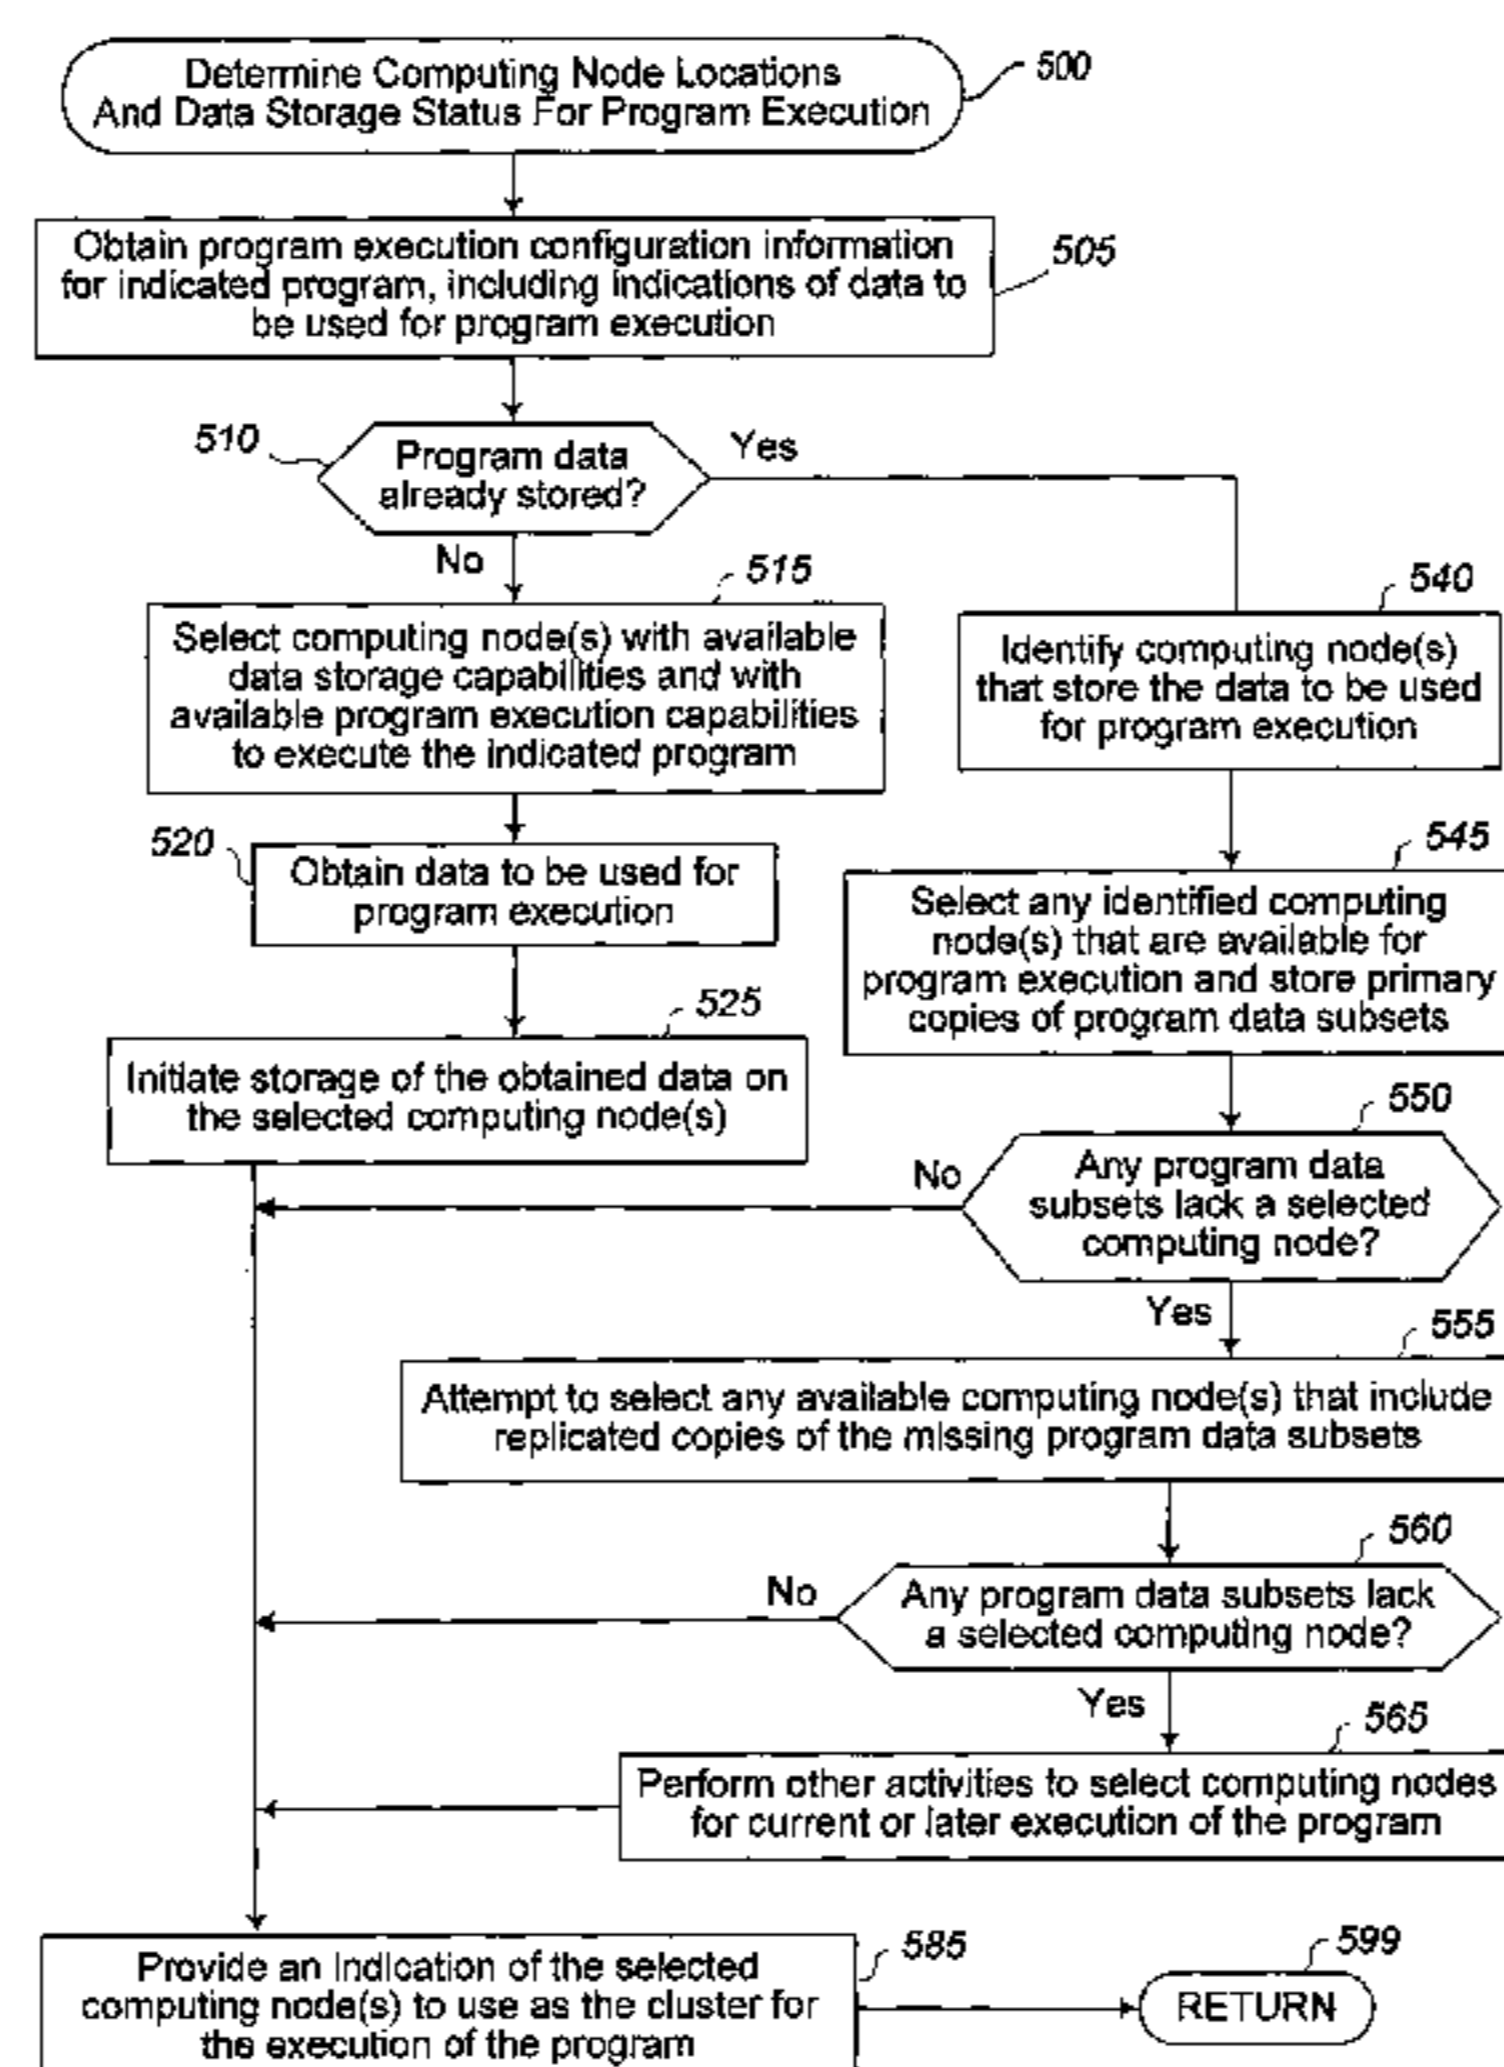 Determine Computing Node Locations
And Data Storage Status For Program Execution
500
Obtain program execution configuration information
for indicated program, including indications of data to
be used for program execution
505
510
Program data
already stored?
Yes
No
515
Select computing node(s) with available
data storage capabilities and with
available program execution capabilities
to execute the indicated program
540
Identify computing node(s)
that store the data to be used
for program execution
520
Obtain data to be used for
program execution
545
Select any identified computing
node(s) that are available for
program execution and store primary
copies of program data subsets
525
Initiate storage of the obtained data on
the selected computing node(s)
550
No
Any program data
subsets lack a selected
computing node?
Yes
555
Attempt to select any available computing node(s) that include
replicated copies of the missing program data subsets
560
No
Any program data subsets lack
a selected computing node?
Yes
565
Perform other activities to select computing nodes
for current or later execution of the program
585
Provide an indication of the selected
computing node(s) to use as the cluster for
the execution of the program
599
RETURN